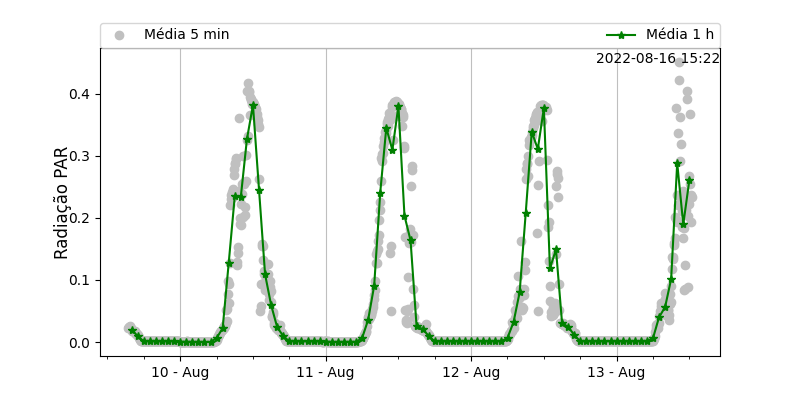 Média 5 min
Média 1 h
2022-08-16 15:22
0.4
0.3
0.2
0.1
0.0
Radiação PAR
10 - Aug
11 - Aug
12 - Aug
13 - Aug